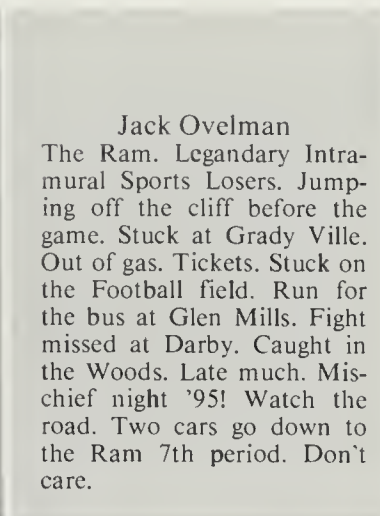 Jack Ovelman
The Ram. Legandary Intra-
mural Sports Losers. Jump-
ing off the cliff before the
game. Stuck at Grady Ville.
Out of gas. Tickets. Stuck on
the Football field. Run for
the bus at Glen Mills. Fight
missed at Darby. Caught in
the Woods. Late much. Mis-
chief night '95! Watch the
road. Two cars go down to
the Ram 7th period. Don't
care.